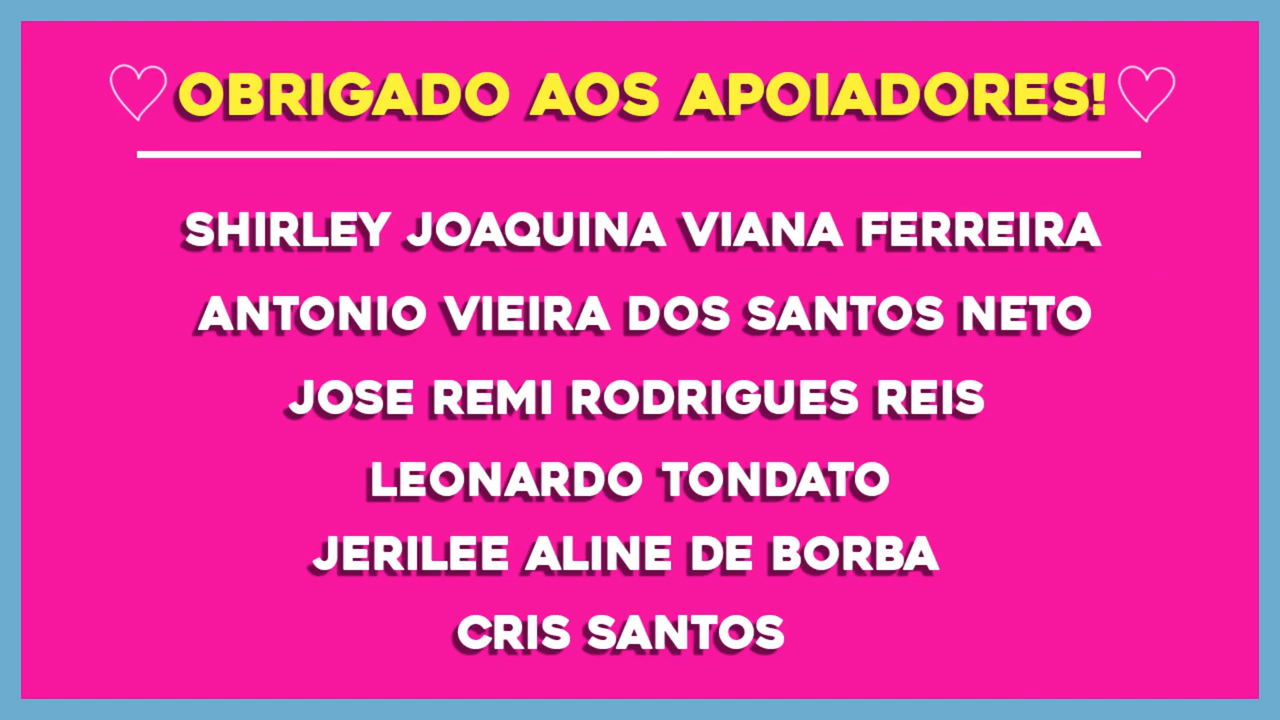 OBRIGADO AOS APOIADORES!
SHIRLEY JOAQUINA VIANA FERREIRA
ANTONIO VIEIRA DOS SANTOS NETO
JOSE REMI RODRIGUES REIS
LEONARDO TONDATO
JERILEE ALINE DE BORBA
CRIS SANTOS